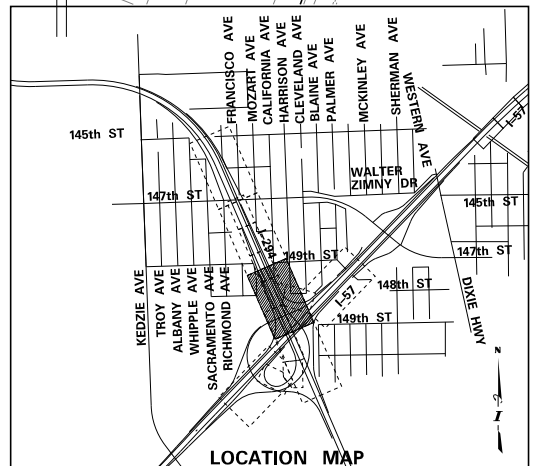 FRANCISCO AVE
MOZART AVE
CALIFORNIA AVE
HARRISON AVE
CLEVELAND AVE
BLAINE AVE
PALMER AVE
MCKINLEY AVE
SHERMAN AVE
WESTERN AVE
I-57
145th ST
WALTER
ZIMNY DR
147th ST
145th ST
I-294
149th ST
147th ST
148th ST
I-57
149th ST
DIXIE HWY
KEDZIE AVE
TROY AVE
ALBANY AVE
WHIPPLE AVE
SACRAMENTO AVE
RICHMOND AVE
N
LOCATION MAP